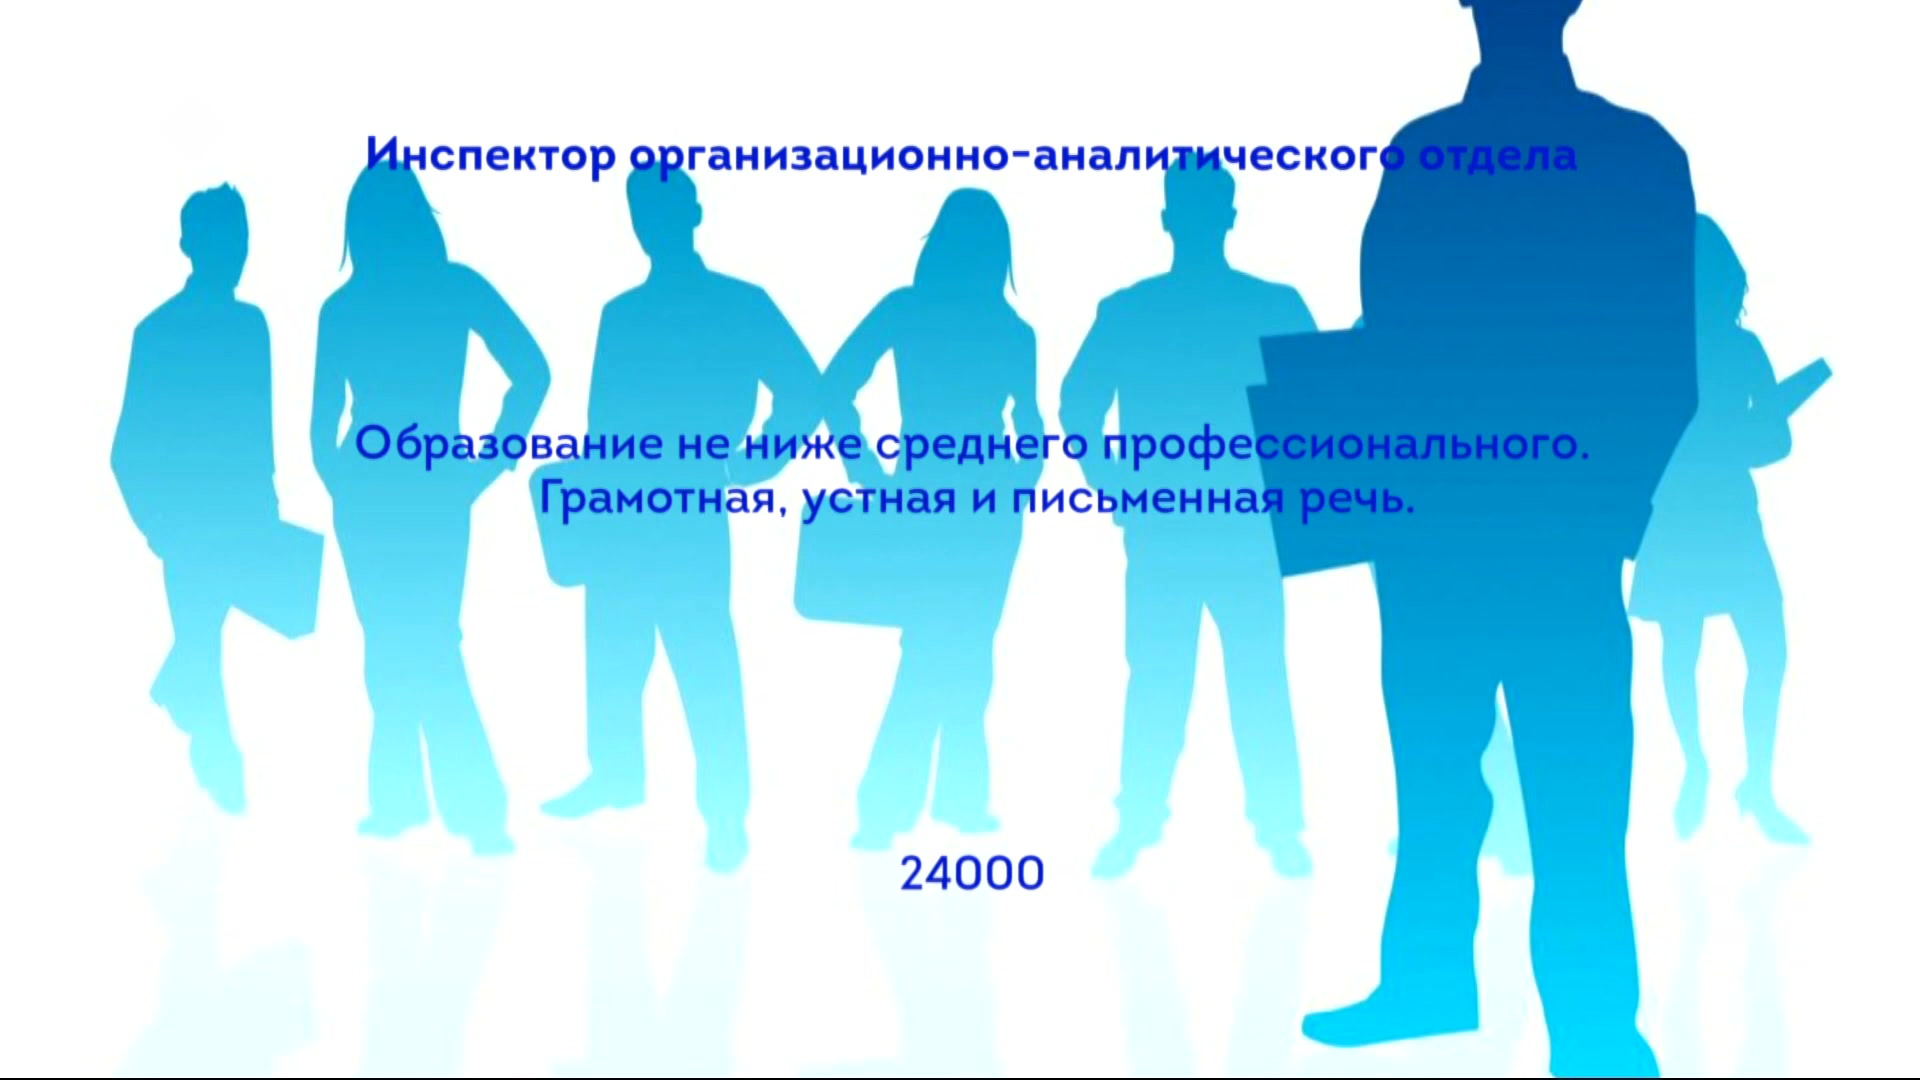 Инспектор организационно-аналитического отдела
Образование не ниже среднего профессионального.
Грамотная, устная и письменная речь.
24000